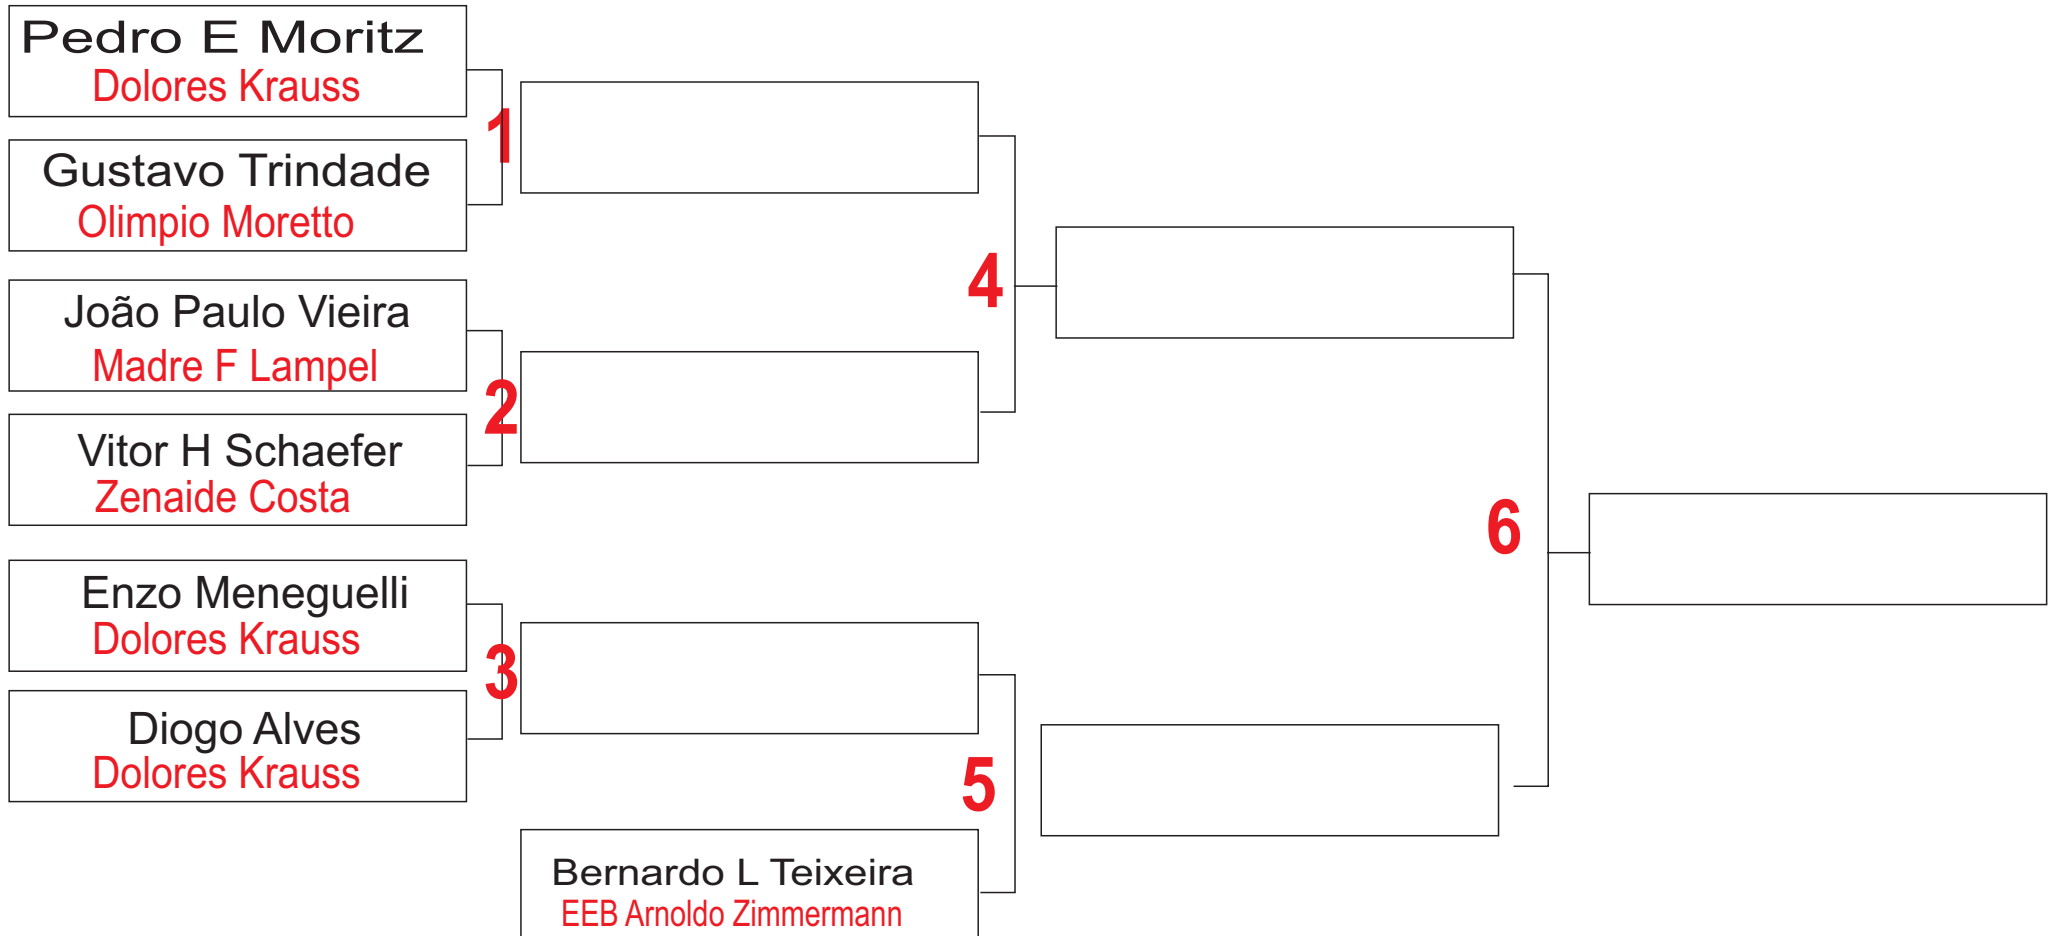 Pedro E Moritz
Dolores Krauss
1
Gustavo Trindade
Olimpio Moretto
4
João Paulo Vieira
Madre F Lampel
2
Vitor H Schaefer
Zenaide Costa
6
Enzo Meneguelli
Dolores Krauss
3
Diogo Alves
Dolores Krauss
5
Bernardo L Teixeira
EEB Arnoldo Zimmermann